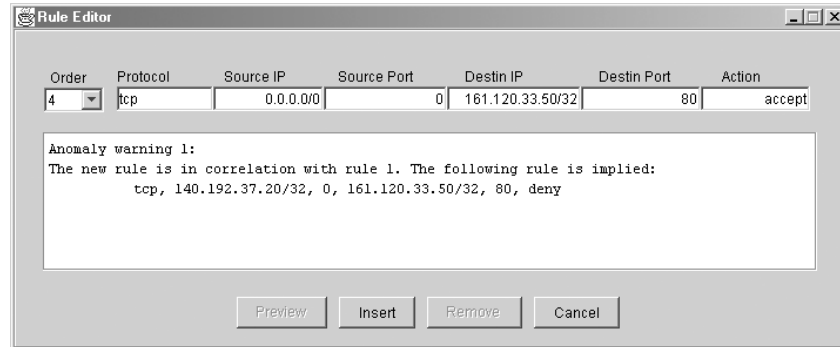 Rule Editor
Order Protocol Source IP Source Port Destin IP Destin Port Action
4 tcp 0.0.0.0/0 0 161.120.33.50/32 80 accept
Anomaly warning 1:
The new rule is in correlation with rule 1. The following rule is implied:
tcp, 140.192.37.20/32, 0, 161.120.33.50/32, 80, deny
Preview Insert Remove Cancel